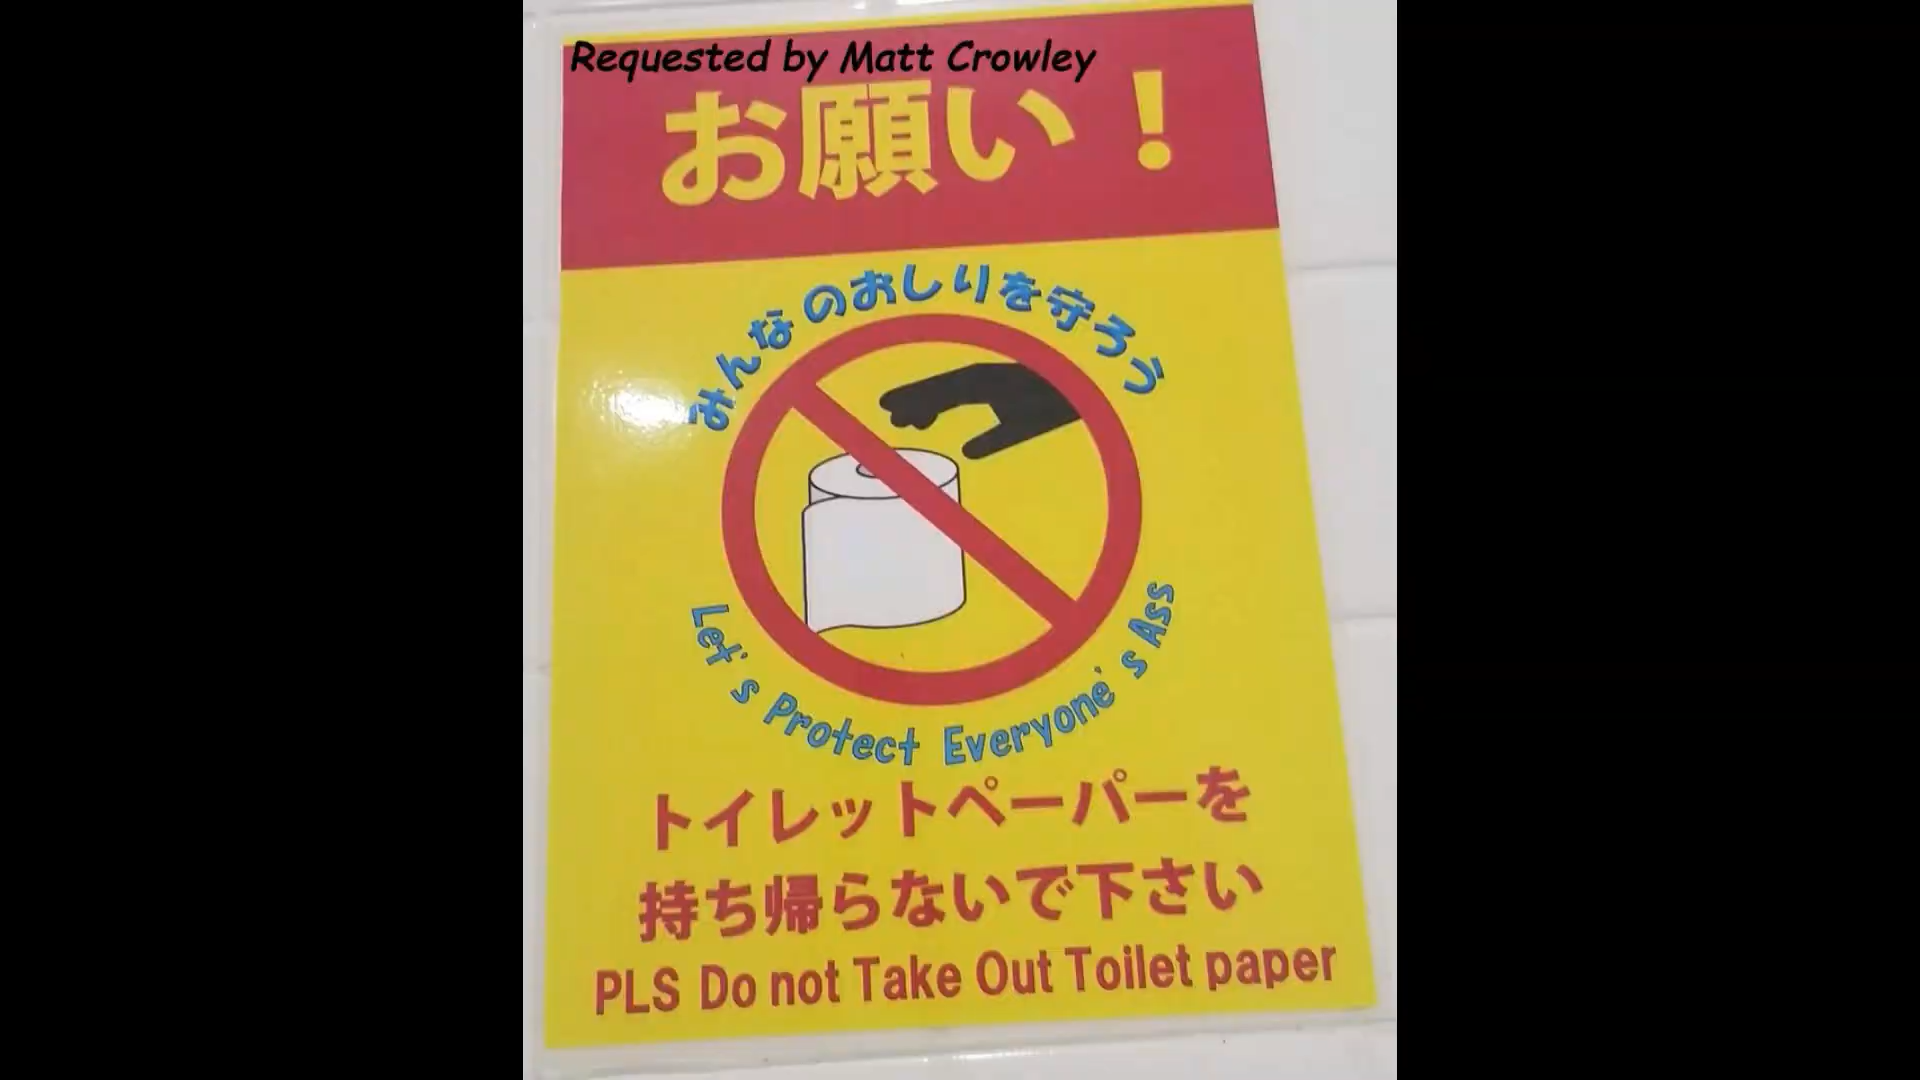 Requested by Matt Crowley
お願い！
みんなのおしりを守ろう
Let's Protect Everyone's Ass
トイレットペーパーを
持ち帰らないで下さい
PLS Do not Take Out Toilet paper